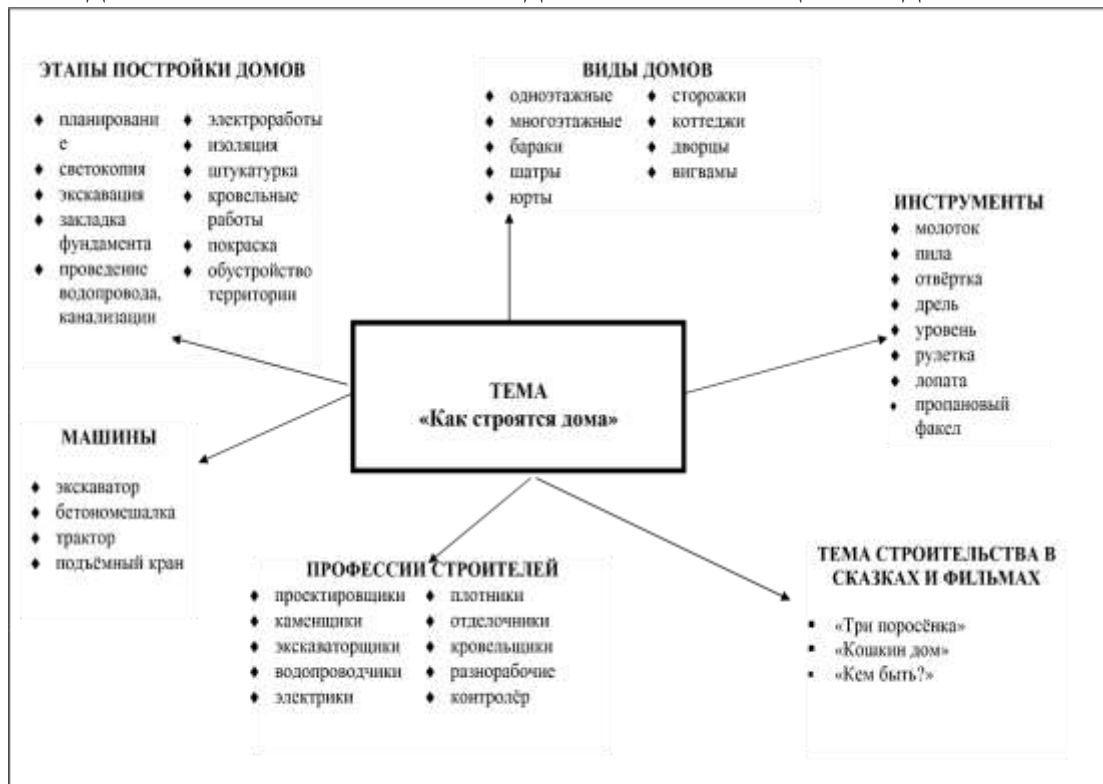 ЭТАПЫ ПОСТРОЙКИ ДОМОВ
♦ планировани
е
♦ светокопия
♦ экскавация
♦ закладка
фундамента
♦ проведение
водопровода,
канализации
♦ электроработы
♦ изоляция
♦ штукатурка
♦ кровельные
работы
♦ покраска
♦ обустройство
территории
ВИДЫ ДОМОВ
♦ одноэтажные
♦ многоэтажные
♦ бараки
♦ шатры
♦ юрты
♦ сторожки
♦ коттеджи
♦ дворцы
♦ вигвамы
ИНСТРУМЕНТЫ
♦ молоток
♦ пила
♦ отвёртка
♦ дрель
♦ уровень
♦ рулетка
♦ лопата
♦ пропановый
факел
ТЕМА
«Как строятся дома»
МАШИНЫ
♦ экскаватор
♦ бетономешалка
♦ трактор
♦ подъёмный кран
ПРОФЕССИИ СТРОИТЕЛЕЙ
♦ проектировщики
♦ каменщики
♦ экскаваторщики
♦ водопроводчики
♦ электрики
♦ плотники
♦ отделочники
♦ кровельщики
♦ разнорабочие
♦ контролёр
ТЕМА СТРОИТЕЛЬСТВА В
СКАЗКАХ И ФИЛЬМАХ
▪ «Три поросёнка»
▪ «Кошкин дом»
▪ «Кем быть?»